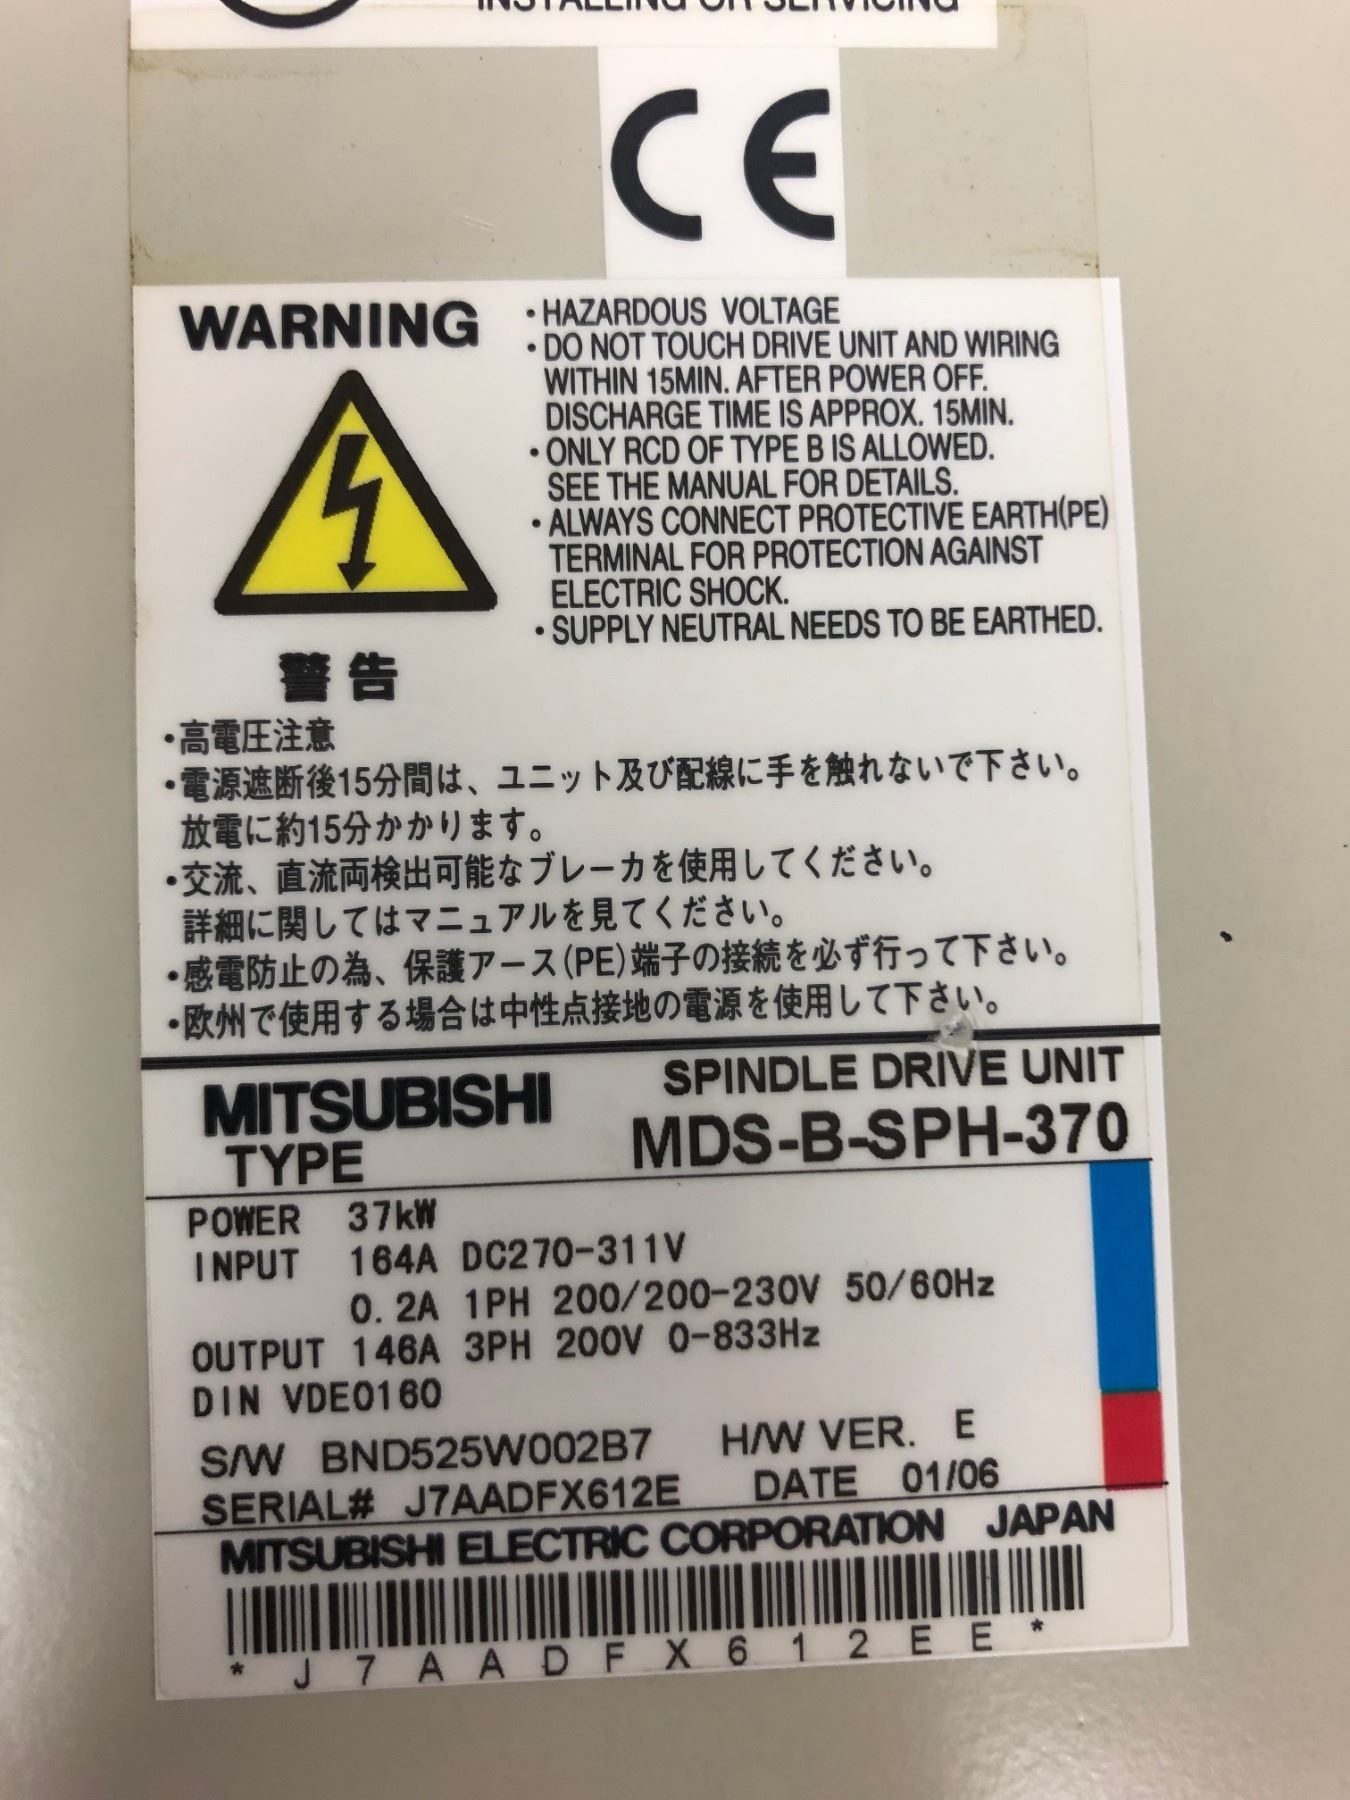 INSTALLING OR SERVICING
CE
WARNING
・HAZARDOUS VOLTAGE
・DO NOT TOUCH DRIVE UNIT AND WIRING
WITHIN 15MIN. AFTER POWER OFF.
DISCHARGE TIME IS APPROX. 15MIN.
・ONLY RCD OF TYPE B IS ALLOWED.
SEE THE MANUAL FOR DETAILS.
・ALWAYS CONNECT PROTECTIVE EARTH(PE)
TERMINAL FOR PROTECTION AGAINST
ELECTRIC SHOCK.
・SUPPLY NEUTRAL NEEDS TO BE EARTHED.
警告
・高電圧注意
・電源遮断後15分間は、ユニット及び配線に手を触れないで下さい。
放電に約15分かかります。
・交流、直流両検出可能なブレーカを使用してください。
詳細に関してはマニュアルを見てください。
・感電防止の為、保護アース(PE)端子の接続を必ず行って下さい。
・欧州で使用する場合は中性点接地の電源を使用して下さい。
MITSUBISHI SPINDLE DRIVE UNIT
TYPE MDS-B-SPH-370
POWER 37kW
INPUT 164A DC270-311V
0.2A 1PH 200/200-230V 50/60Hz
OUTPUT 146A 3PH 200V 0-833Hz
DIN VDE0160
S/W BND525W002B7 H/W VER. E
SERIAL# J7AADFX612E DATE 01/06
MITSUBISHI ELECTRIC CORPORATION JAPAN
* J 7 A A D F X 6 1 2 E E *